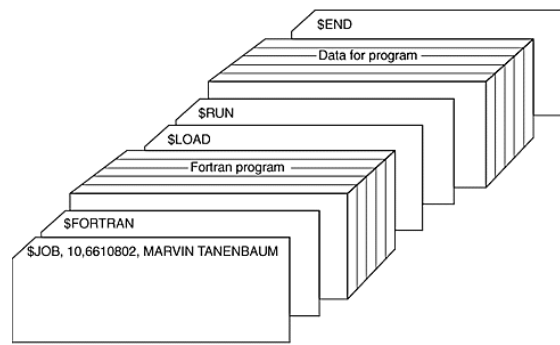 $END
Data for program
$RUN
$LOAD
Fortran program
$FORTRAN
$JOB, 10,6610802, MARVIN TANENBAUM